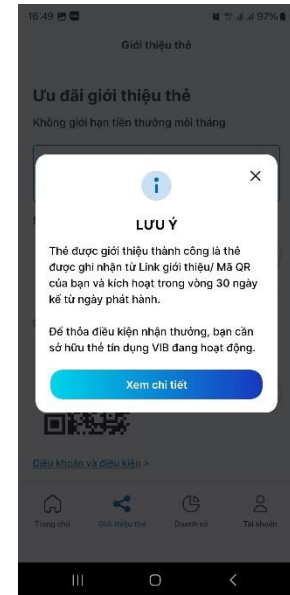 16:49
97%
Giới thiệu thẻ
Ưu đãi giới thiệu thẻ
Không giới hạn tiền thưởng mỗi tháng
LƯU Ý
Thẻ được giới thiệu thành công là thẻ
được ghi nhận từ Link giới thiệu/ Mã QR
của bạn và kích hoạt trong vòng 30 ngày
kể từ ngày phát hành.
Để thỏa điều kiện nhận thưởng, bạn cần
sở hữu thẻ tín dụng VIB đang hoạt động.
Xem chi tiết
Điều khoản và điều kiện >
Trang chủ
Giới thiệu thẻ
Doanh số
Tài khoản